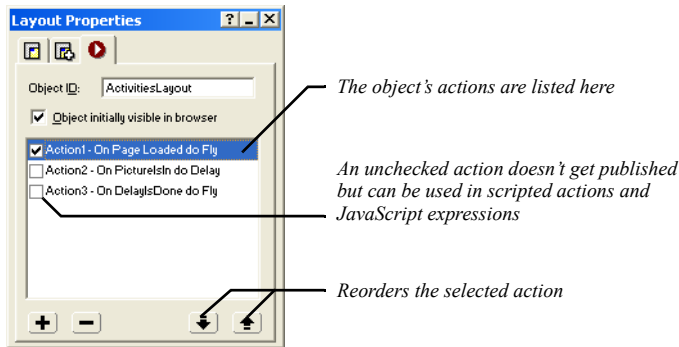 Layout Properties
Object ID: ActivitiesLayout
Object initially visible in browser
Action1 - On Page Loaded do Fly
Action2 - On PictureIsIn do Delay
Action3 - On DelayIsDone do Fly
The object's actions are listed here
An unchecked action doesn't get published
but can be used in scripted actions and
JavaScript expressions
Reorders the selected action